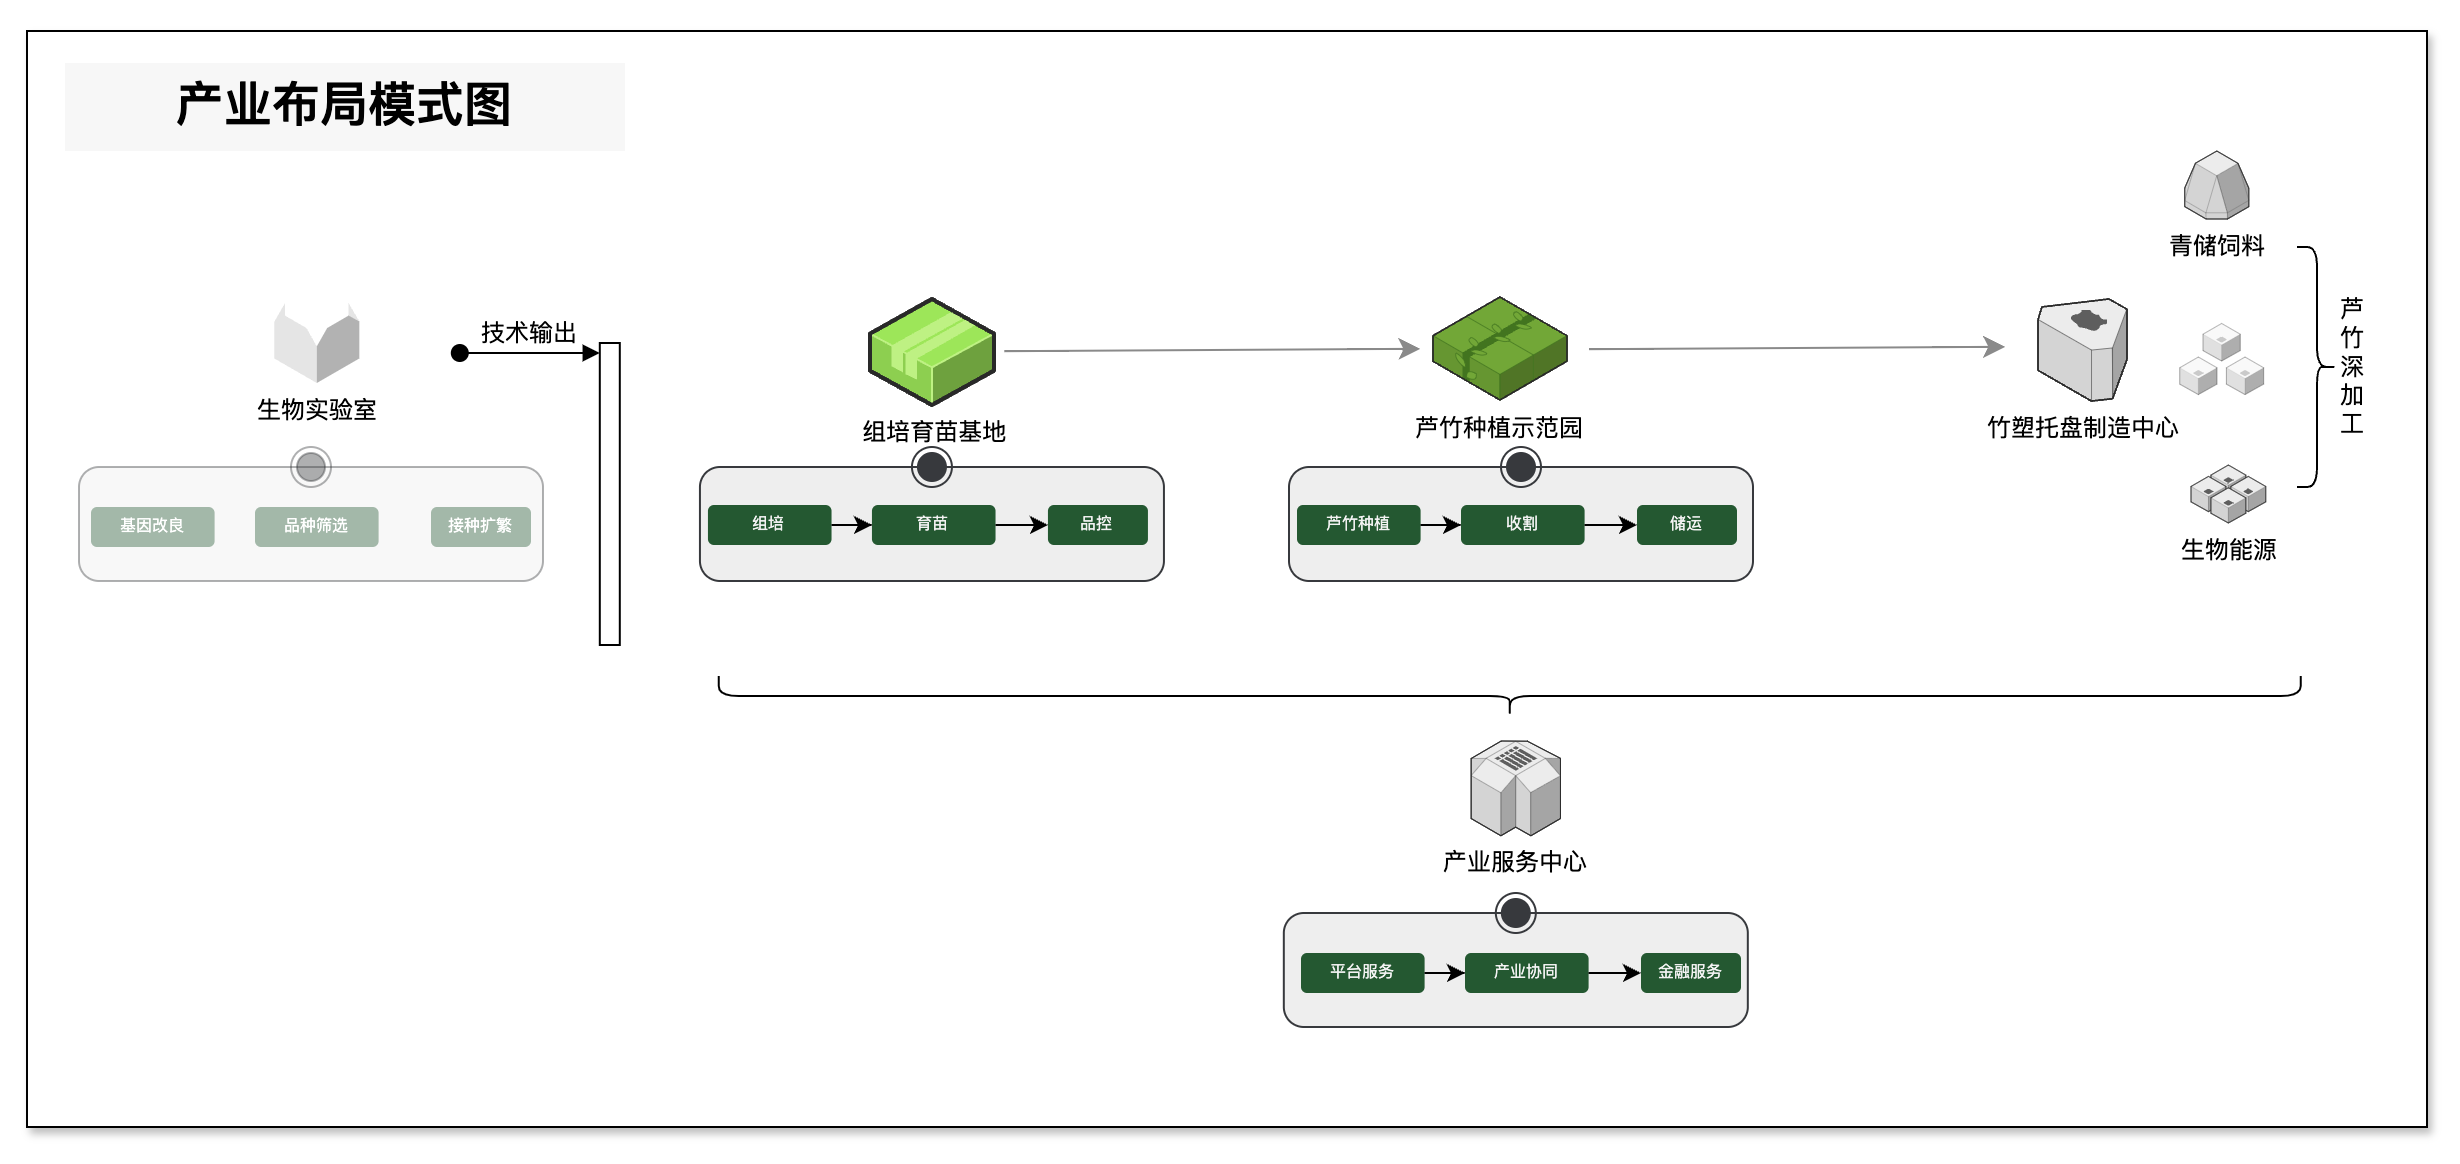 产业布局模式图
青储饲料
技术输出
生物实验室
组培育苗基地
芦竹种植示范园
竹塑托盘制造中心
芦竹深加工
生物能源
基因改良
品种筛选
接种扩繁
组培
育苗
品控
芦竹种植
收割
储运
产业服务中心
平台服务
产业协同
金融服务